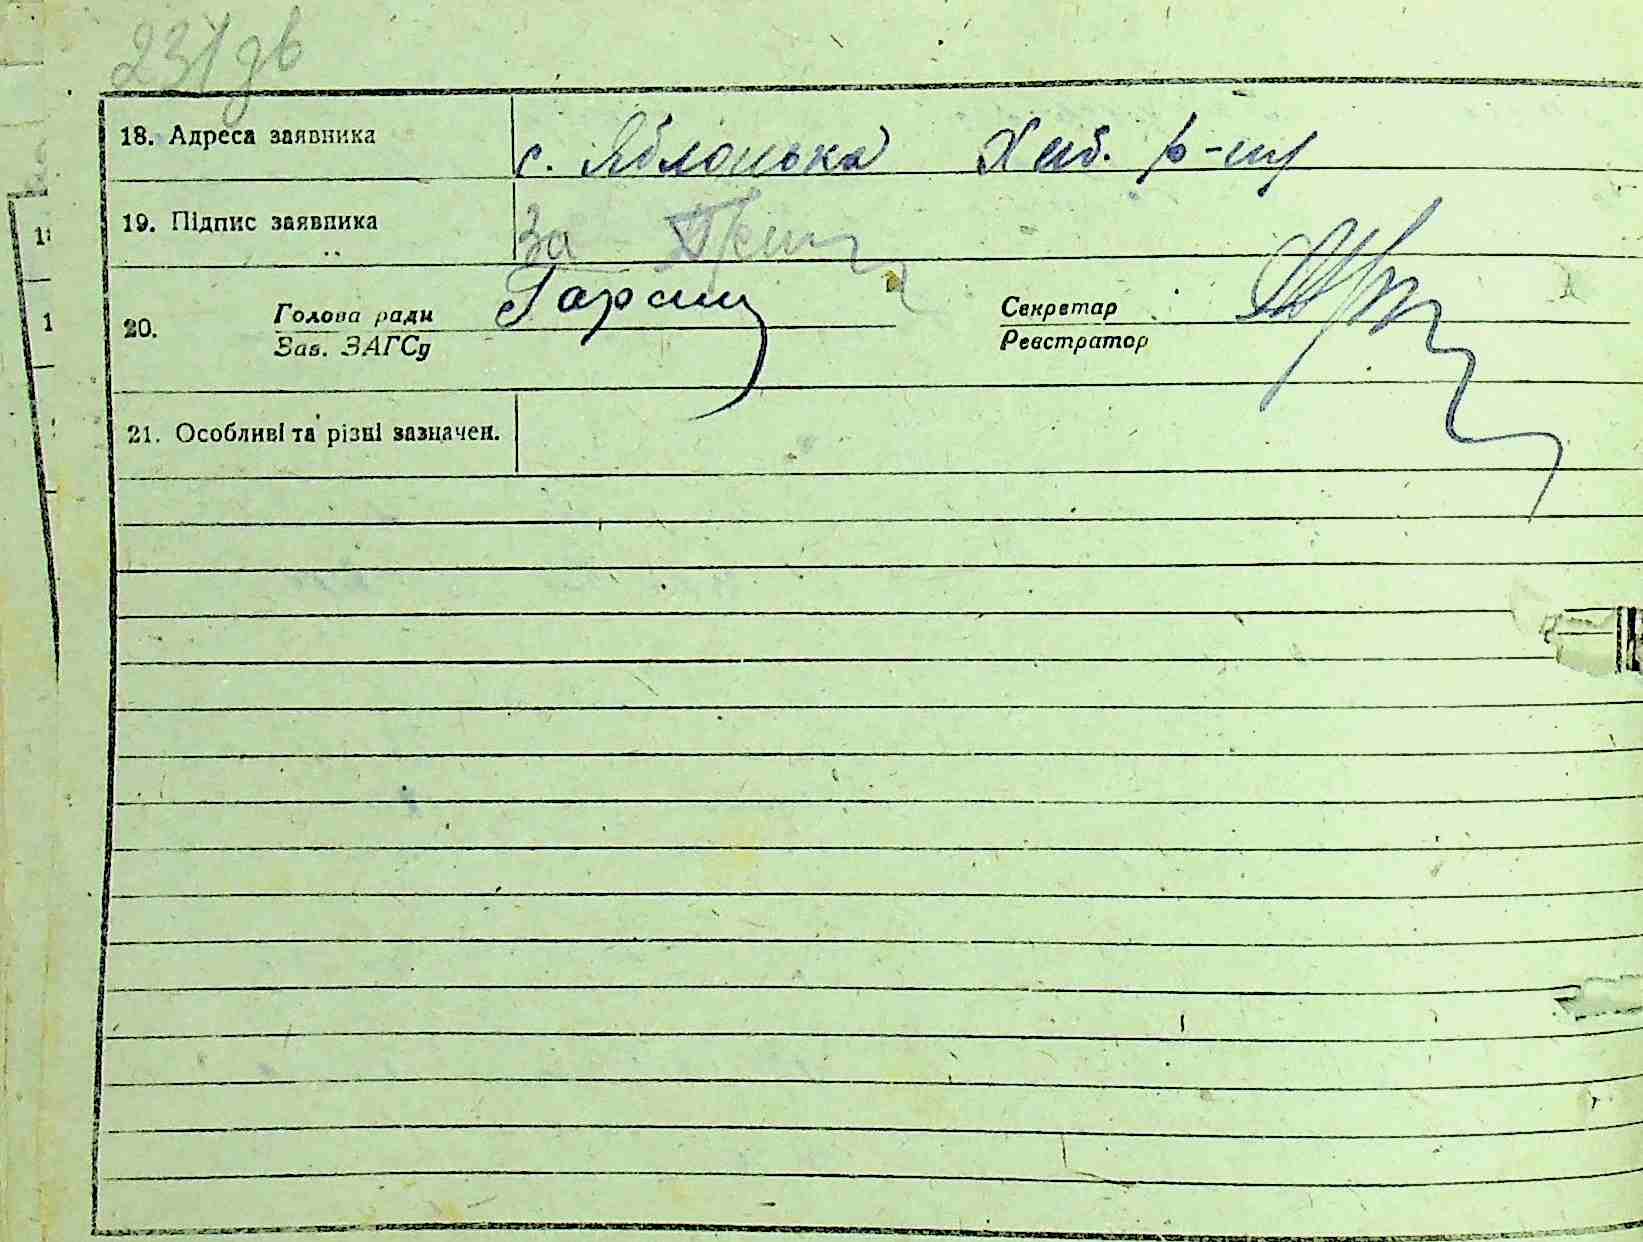 231 зв
18. Адреса заявника с. Яблонька Хиб. р-ну
19. Підпис заявника За
20. Голова ради Секретар
Зав. ЗАГСу Реєстратор
21. Особливі та різні зазначен.